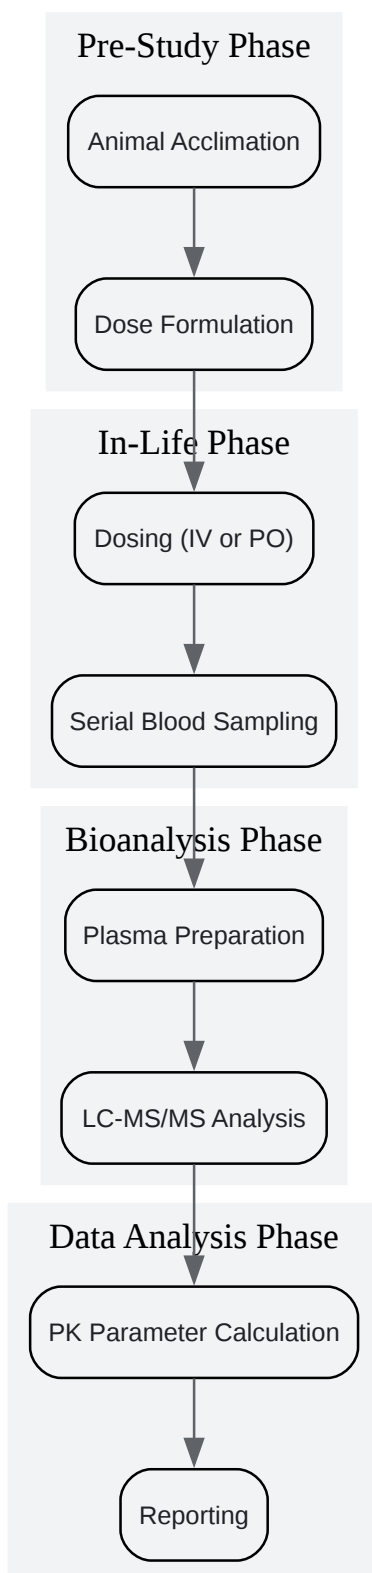 Pre-Study Phase
Animal Acclimation
Dose Formulation
In-Life Phase
Dosing (IV or PO)
Serial Blood Sampling
Bioanalysis Phase
Plasma Preparation
LC-MS/MS Analysis
Data Analysis Phase
PK Parameter Calculation
Reporting